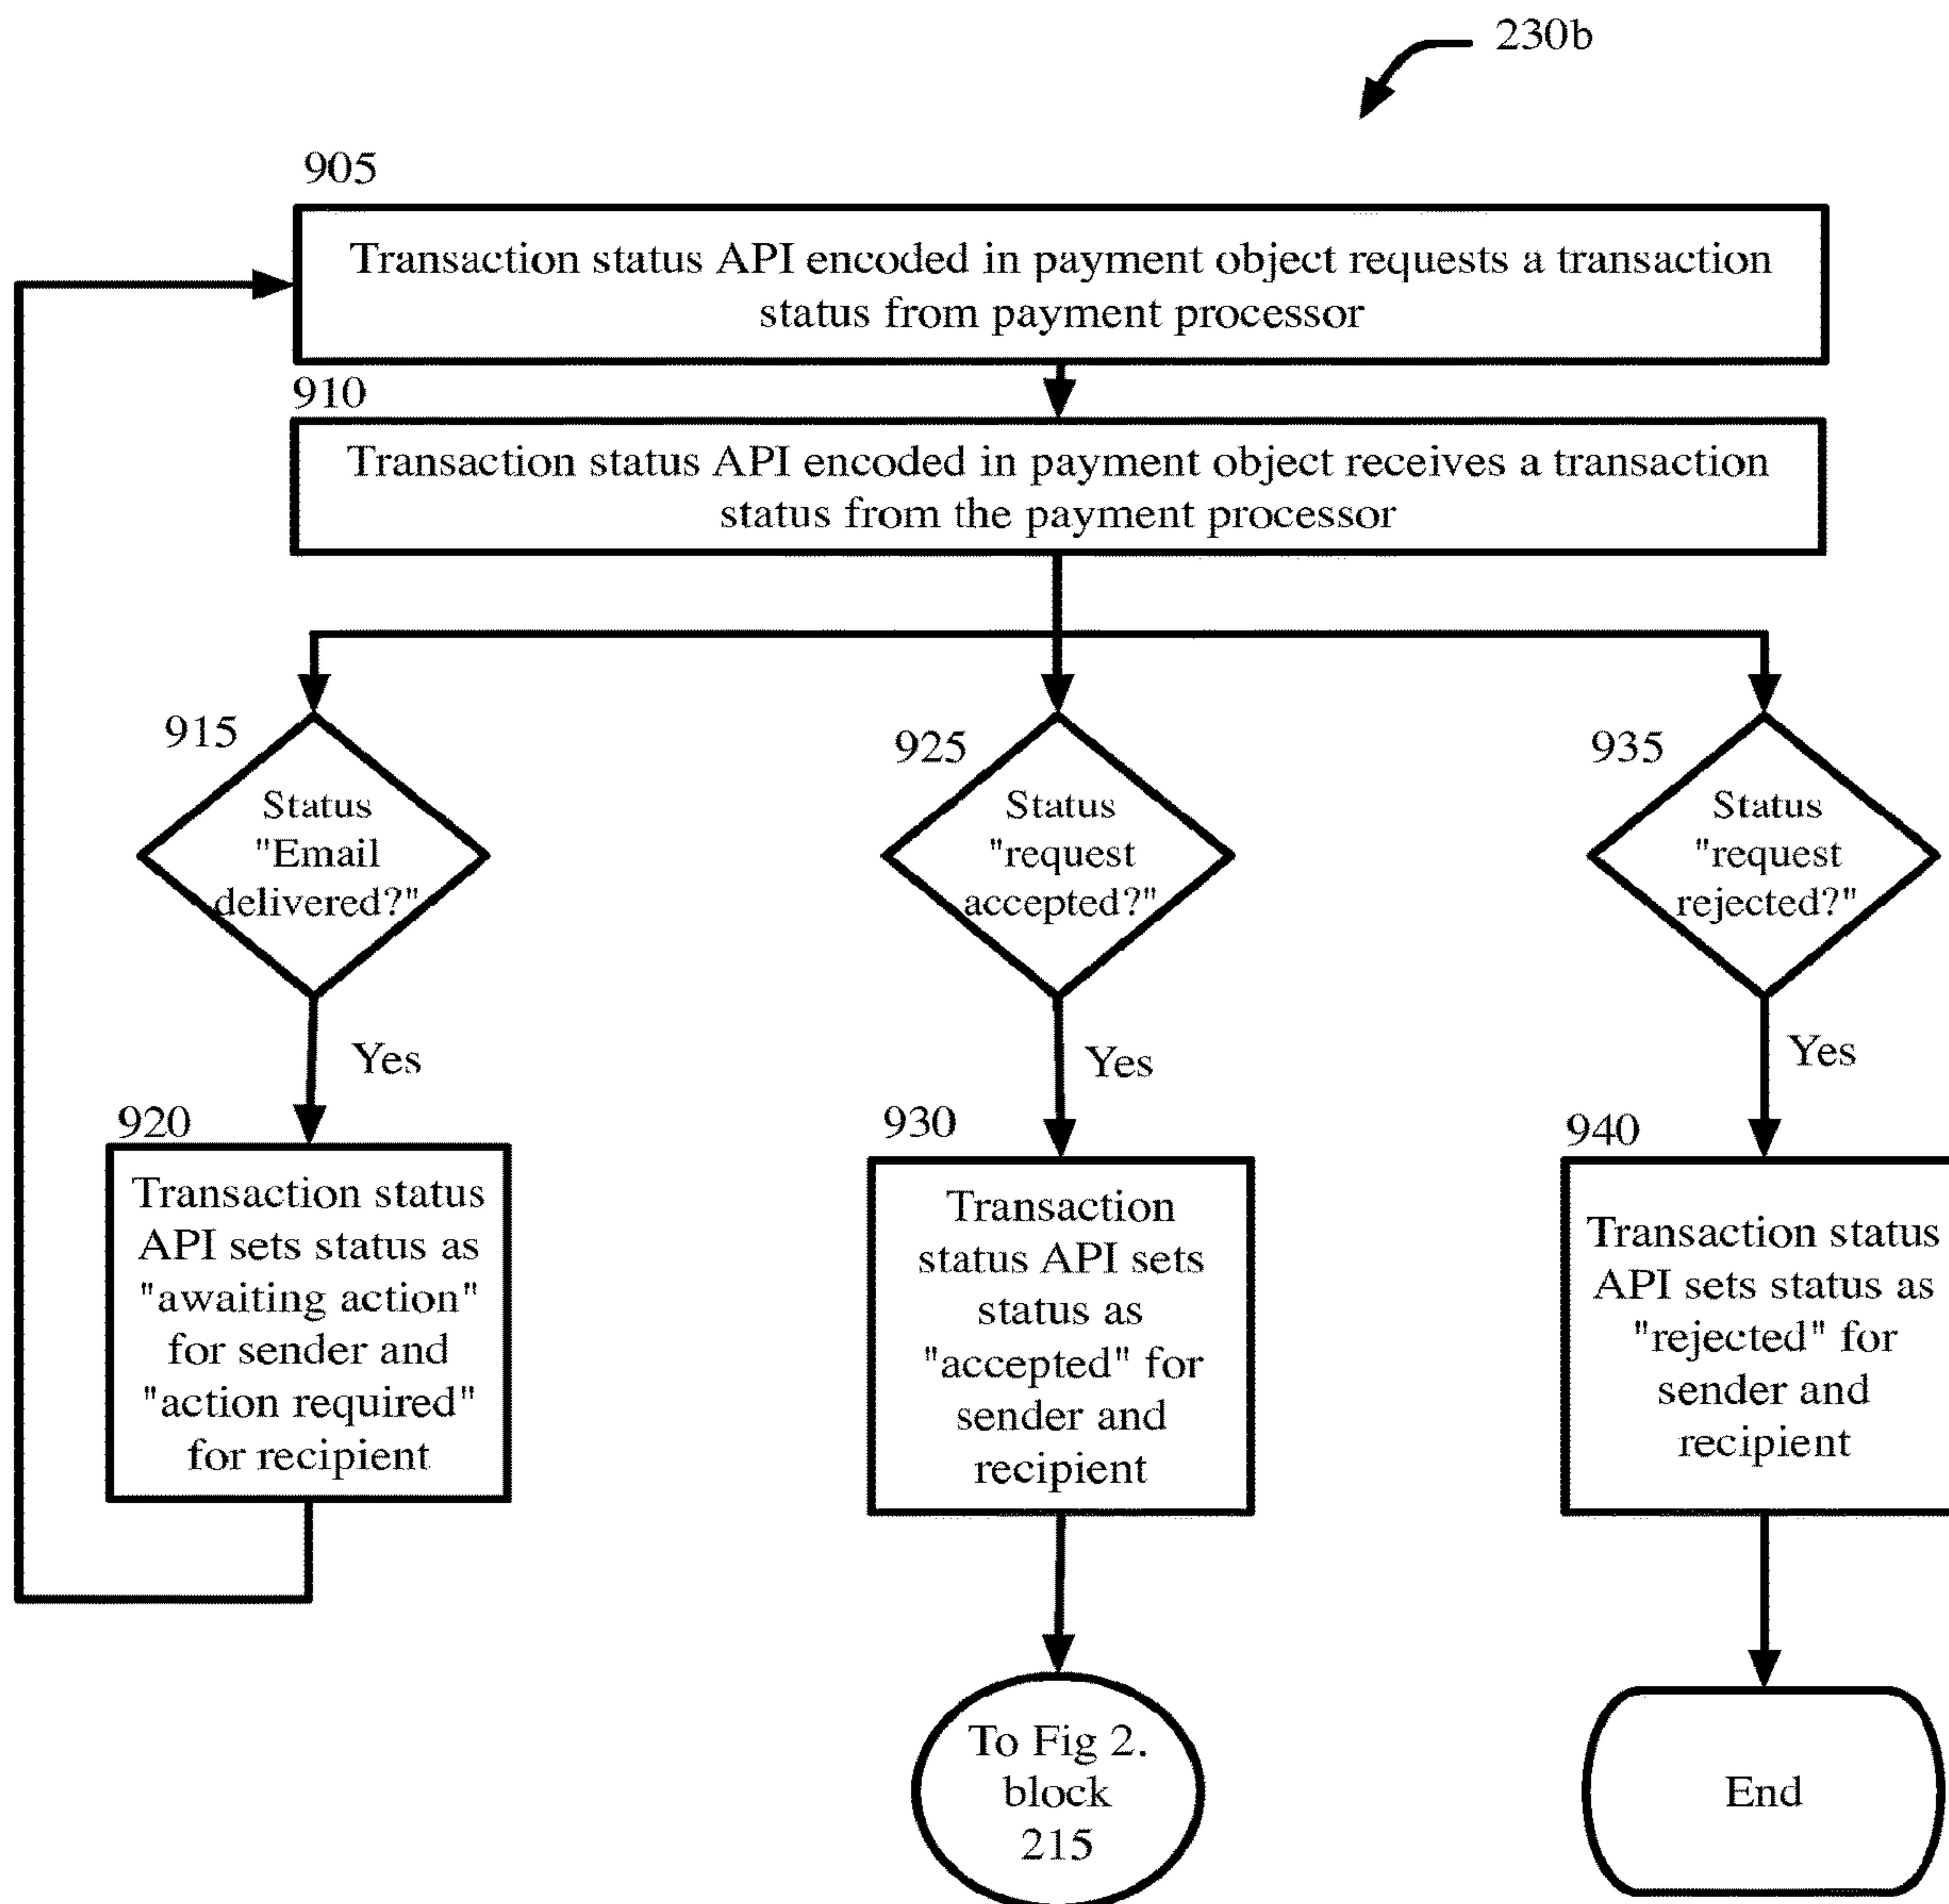 230b
905
Transaction status API encoded in payment object requests a transaction
status from payment processor
910
Transaction status API encoded in payment object receives a transaction
status from the payment processor
915
Status
"Email
delivered?"
925
Status
"request
accepted?"
935
Status
"request
rejected?"
Yes
Yes
Yes
920
Transaction status
API sets status as
"awaiting action"
for sender and
"action required"
for recipient
930
Transaction
status API sets
status as
"accepted" for
sender and
recipient
940
Transaction status
API sets status as
"rejected" for
sender and
recipient
To Fig 2.
block
215
End